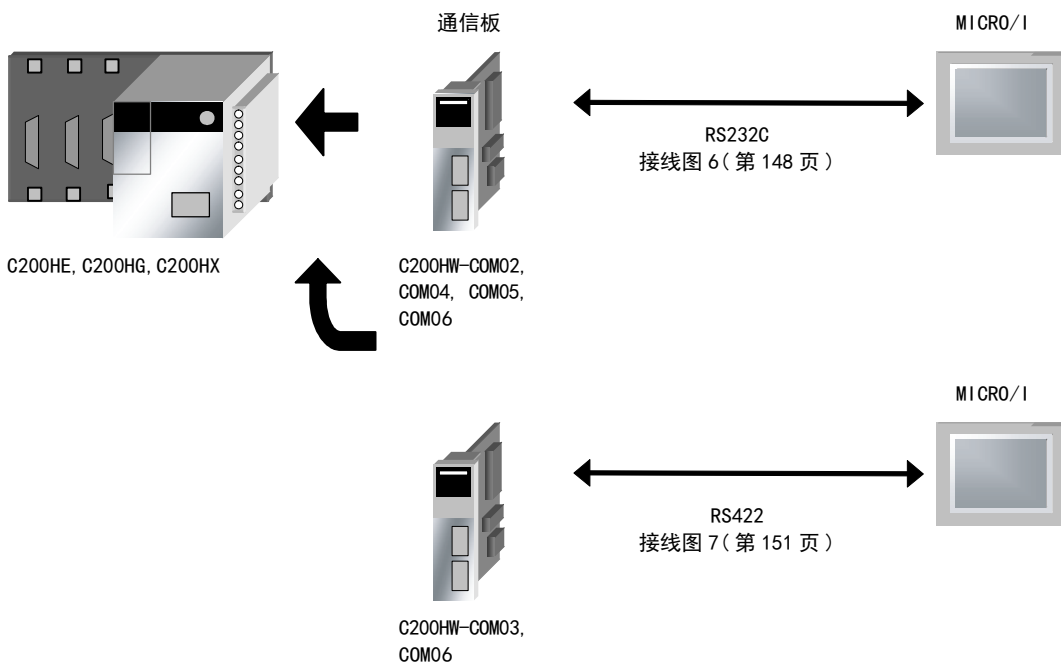 通信板
MICRO/I
RS232C
接线图 6( 第 148 页 )
C200HE, C200HG, C200HX
C200HW-COM02,
COM04, COM05,
COM06
MICRO/I
RS422
接线图 7( 第 151 页 )
C200HW-COM03,
COM06